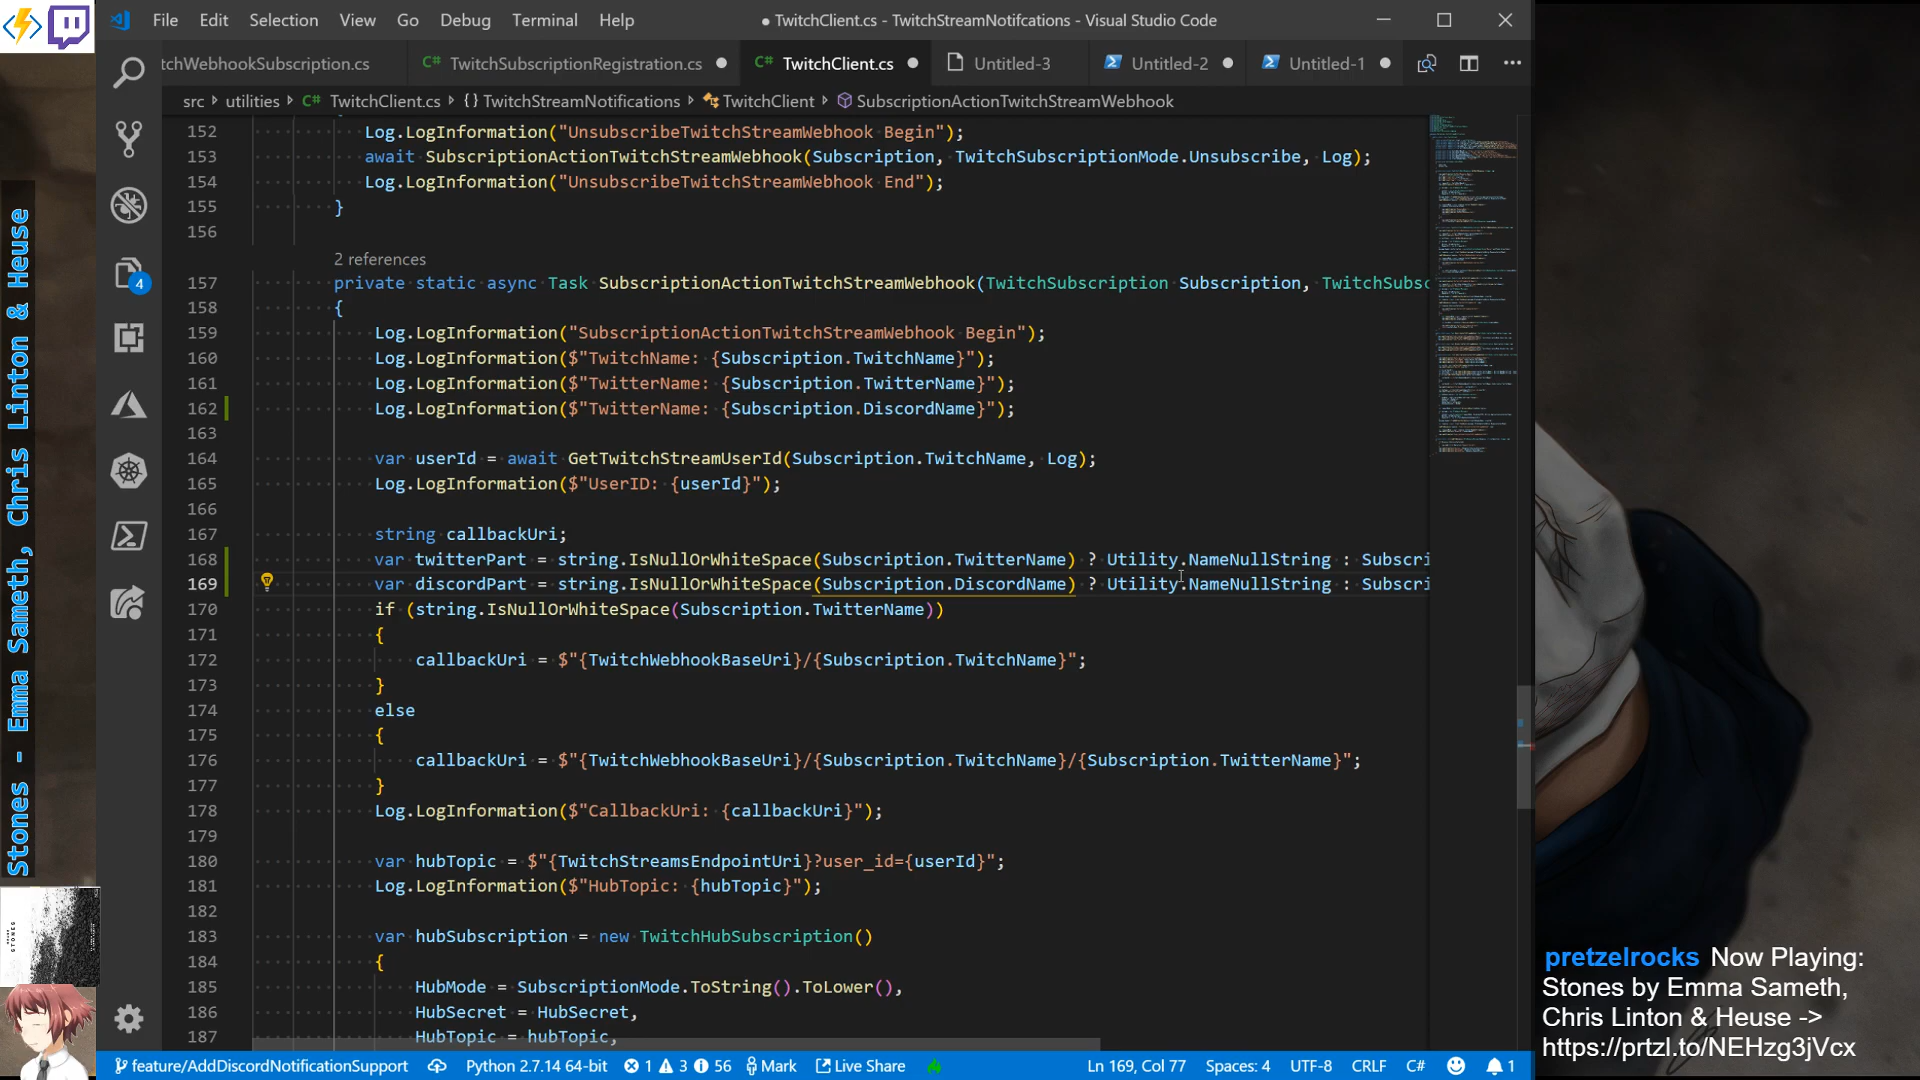 File Edit Selection View Go Debug Terminal Help
● TwitchClient.cs - TwitchStreamNotifcations - Visual Studio Code
tchWebhookSubscription.cs
C# TwitchSubscriptionRegistration.cs
C# TwitchClient.cs
Untitled-3
Untitled-2
Untitled-1
src > utilities > C# TwitchClient.cs > {} TwitchStreamNotifications > TwitchClient > SubscriptionActionTwitchStreamWebhook
152 Log.LogInformation("UnsubscribeTwitchStreamWebhook Begin");
153 await SubscriptionActionTwitchStreamWebhook(Subscription, TwitchSubscriptionMode.Unsubscribe, Log);
154 Log.LogInformation("UnsubscribeTwitchStreamWebhook End");
155 }
156
2 references
157 private static async Task SubscriptionActionTwitchStreamWebhook(TwitchSubscription Subscription, TwitchSubsc
158 {
159 Log.LogInformation("SubscriptionActionTwitchStreamWebhook Begin");
160 Log.LogInformation($"TwitchName: {Subscription.TwitchName}");
161 Log.LogInformation($"TwitterName: {Subscription.TwitterName}");
162 Log.LogInformation($"TwitterName: {Subscription.DiscordName}");
163
164 var userId = await GetTwitchStreamUserId(Subscription.TwitchName, Log);
165 Log.LogInformation($"UserID: {userId}");
166
167 string callbackUri;
168 var twitterPart = string.IsNullOrWhiteSpace(Subscription.TwitterName) ? Utility.NameNullString : Subscri
169 var discordPart = string.IsNullOrWhiteSpace(Subscription.DiscordName) ? Utility.NameNullString : Subscri
170 if (string.IsNullOrWhiteSpace(Subscription.TwitterName))
171 {
172 callbackUri = $"{TwitchWebhookBaseUri}/{Subscription.TwitchName}";
173 }
174 else
175 {
176 callbackUri = $"{TwitchWebhookBaseUri}/{Subscription.TwitchName}/{Subscription.TwitterName}";
177 }
178 Log.LogInformation($"CallbackUri: {callbackUri}");
179
180 var hubTopic = $"{TwitchStreamsEndpointUri}?user_id={userId}";
181 Log.LogInformation($"HubTopic: {hubTopic}");
182
183 var hubSubscription = new TwitchHubSubscription()
184 {
185 HubMode = SubscriptionMode.ToString().ToLower(),
186 HubSecret = HubSecret,
187 HubTopic = hubTopic,
4
feature/AddDiscordNotificationSupport Python 2.7.14 64-bit 1 3 56 Mark Live Share Ln 169, Col 77 Spaces: 4 UTF-8 CRLF C# 1
Stones - Emma Sameth, Chris Linton & Heuse
pretzelrocks Now Playing:
Stones by Emma Sameth,
Chris Linton & Heuse ->
https://prtzl.to/NEHzg3jVcx